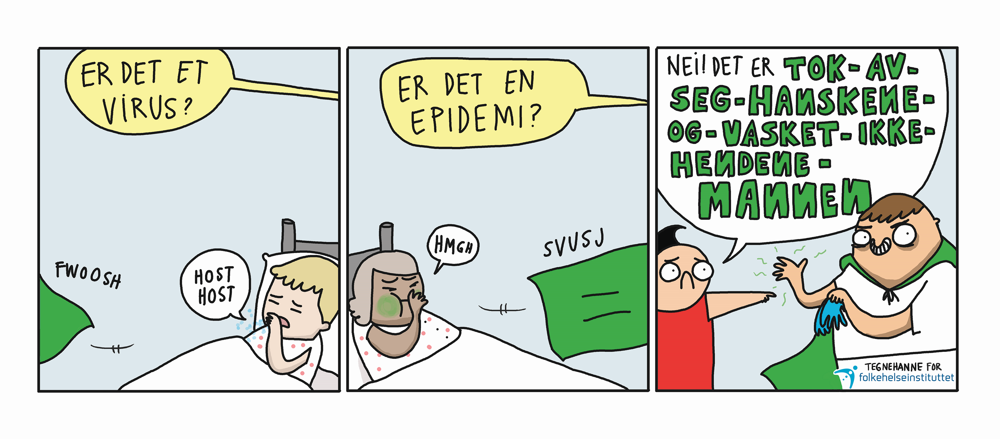 ER DET ET
VIRUS?
FWOOSH
HOST
HOST
ER DET EN
EPIDEMI?
HMGH
SVUSJ
NEI! DET ER TOK-AV-
SEG-HANSKENE-
OG-VASKET-IKKE-
HENDENE-
MANNEN
TEGNEHANNE FOR
folkehelseinstituttet